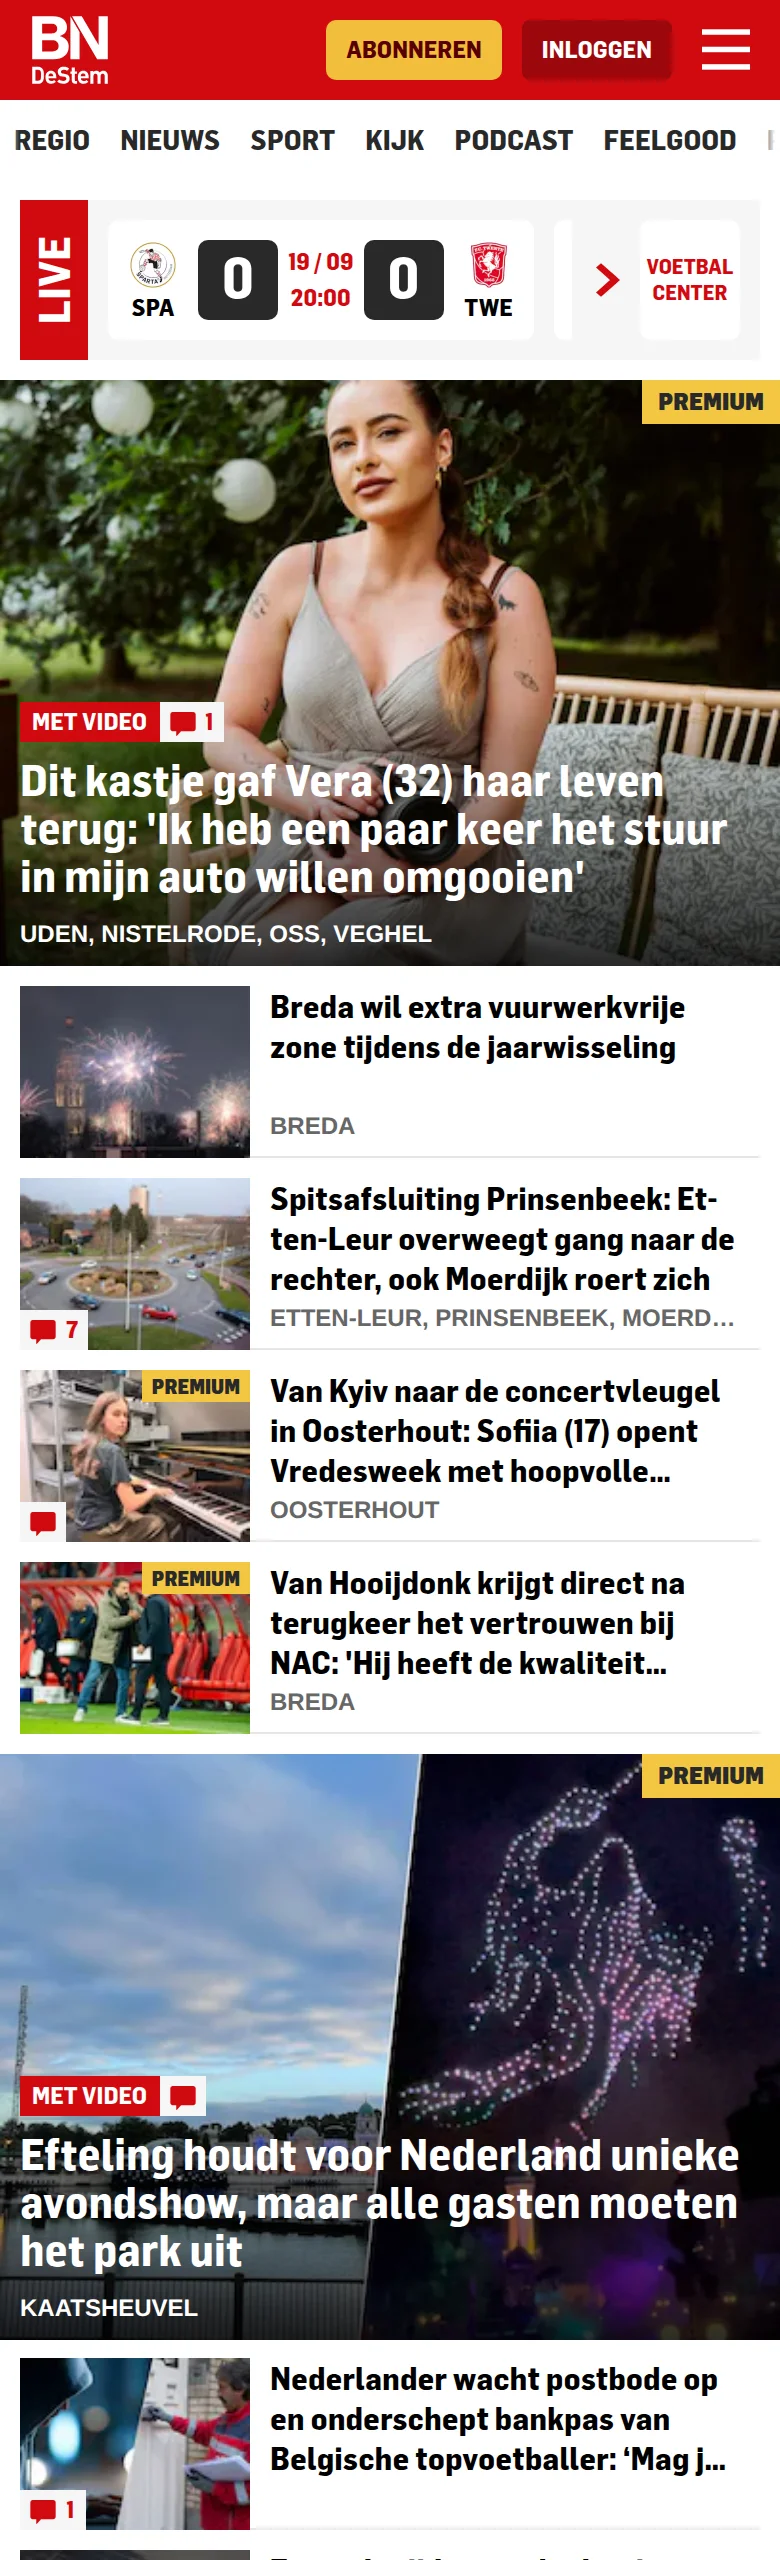 BN
DeStem
ABONNEREN
INLOGGEN
REGIO NIEUWS SPORT KIJK PODCAST FEELGOOD
LIVE
SPARTA
SPA
0
19 / 09
20:00
0
TWE
VOETBAL
CENTER
PREMIUM
MET VIDEO
1
Dit kastje gaf Vera (32) haar leven
terug: 'Ik heb een paar keer het stuur
in mijn auto willen omgooien'
UDEN, NISTELRODE, OSS, VEGHEL
Breda wil extra vuurwerkvrije
zone tijdens de jaarwisseling
BREDA
7
Spitsafsluiting Prinsenbeek: Et-
ten-Leur overweegt gang naar de
rechter, ook Moerdijk roert zich
ETTEN-LEUR, PRINSENBEEK, MOERD…
PREMIUM
Van Kyiv naar de concertvleugel
in Oosterhout: Sofiia (17) opent
Vredesweek met hoopvolle...
OOSTERHOUT
PREMIUM
Van Hooijdonk krijgt direct na
terugkeer het vertrouwen bij
NAC: 'Hij heeft de kwaliteit...
BREDA
PREMIUM
MET VIDEO
Efteling houdt voor Nederland unieke
avondshow, maar alle gasten moeten
het park uit
KAATSHEUVEL
1
Nederlander wacht postbode op
en onderschept bankpas van
Belgische topvoetballer: ‘Mag j...